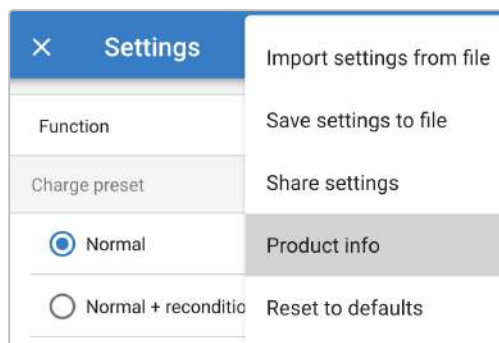 Settings
Import settings from file
Save settings to file
Function
Share settings
Charge preset
Normal
Product info
Normal + reconditio
Reset to defaults